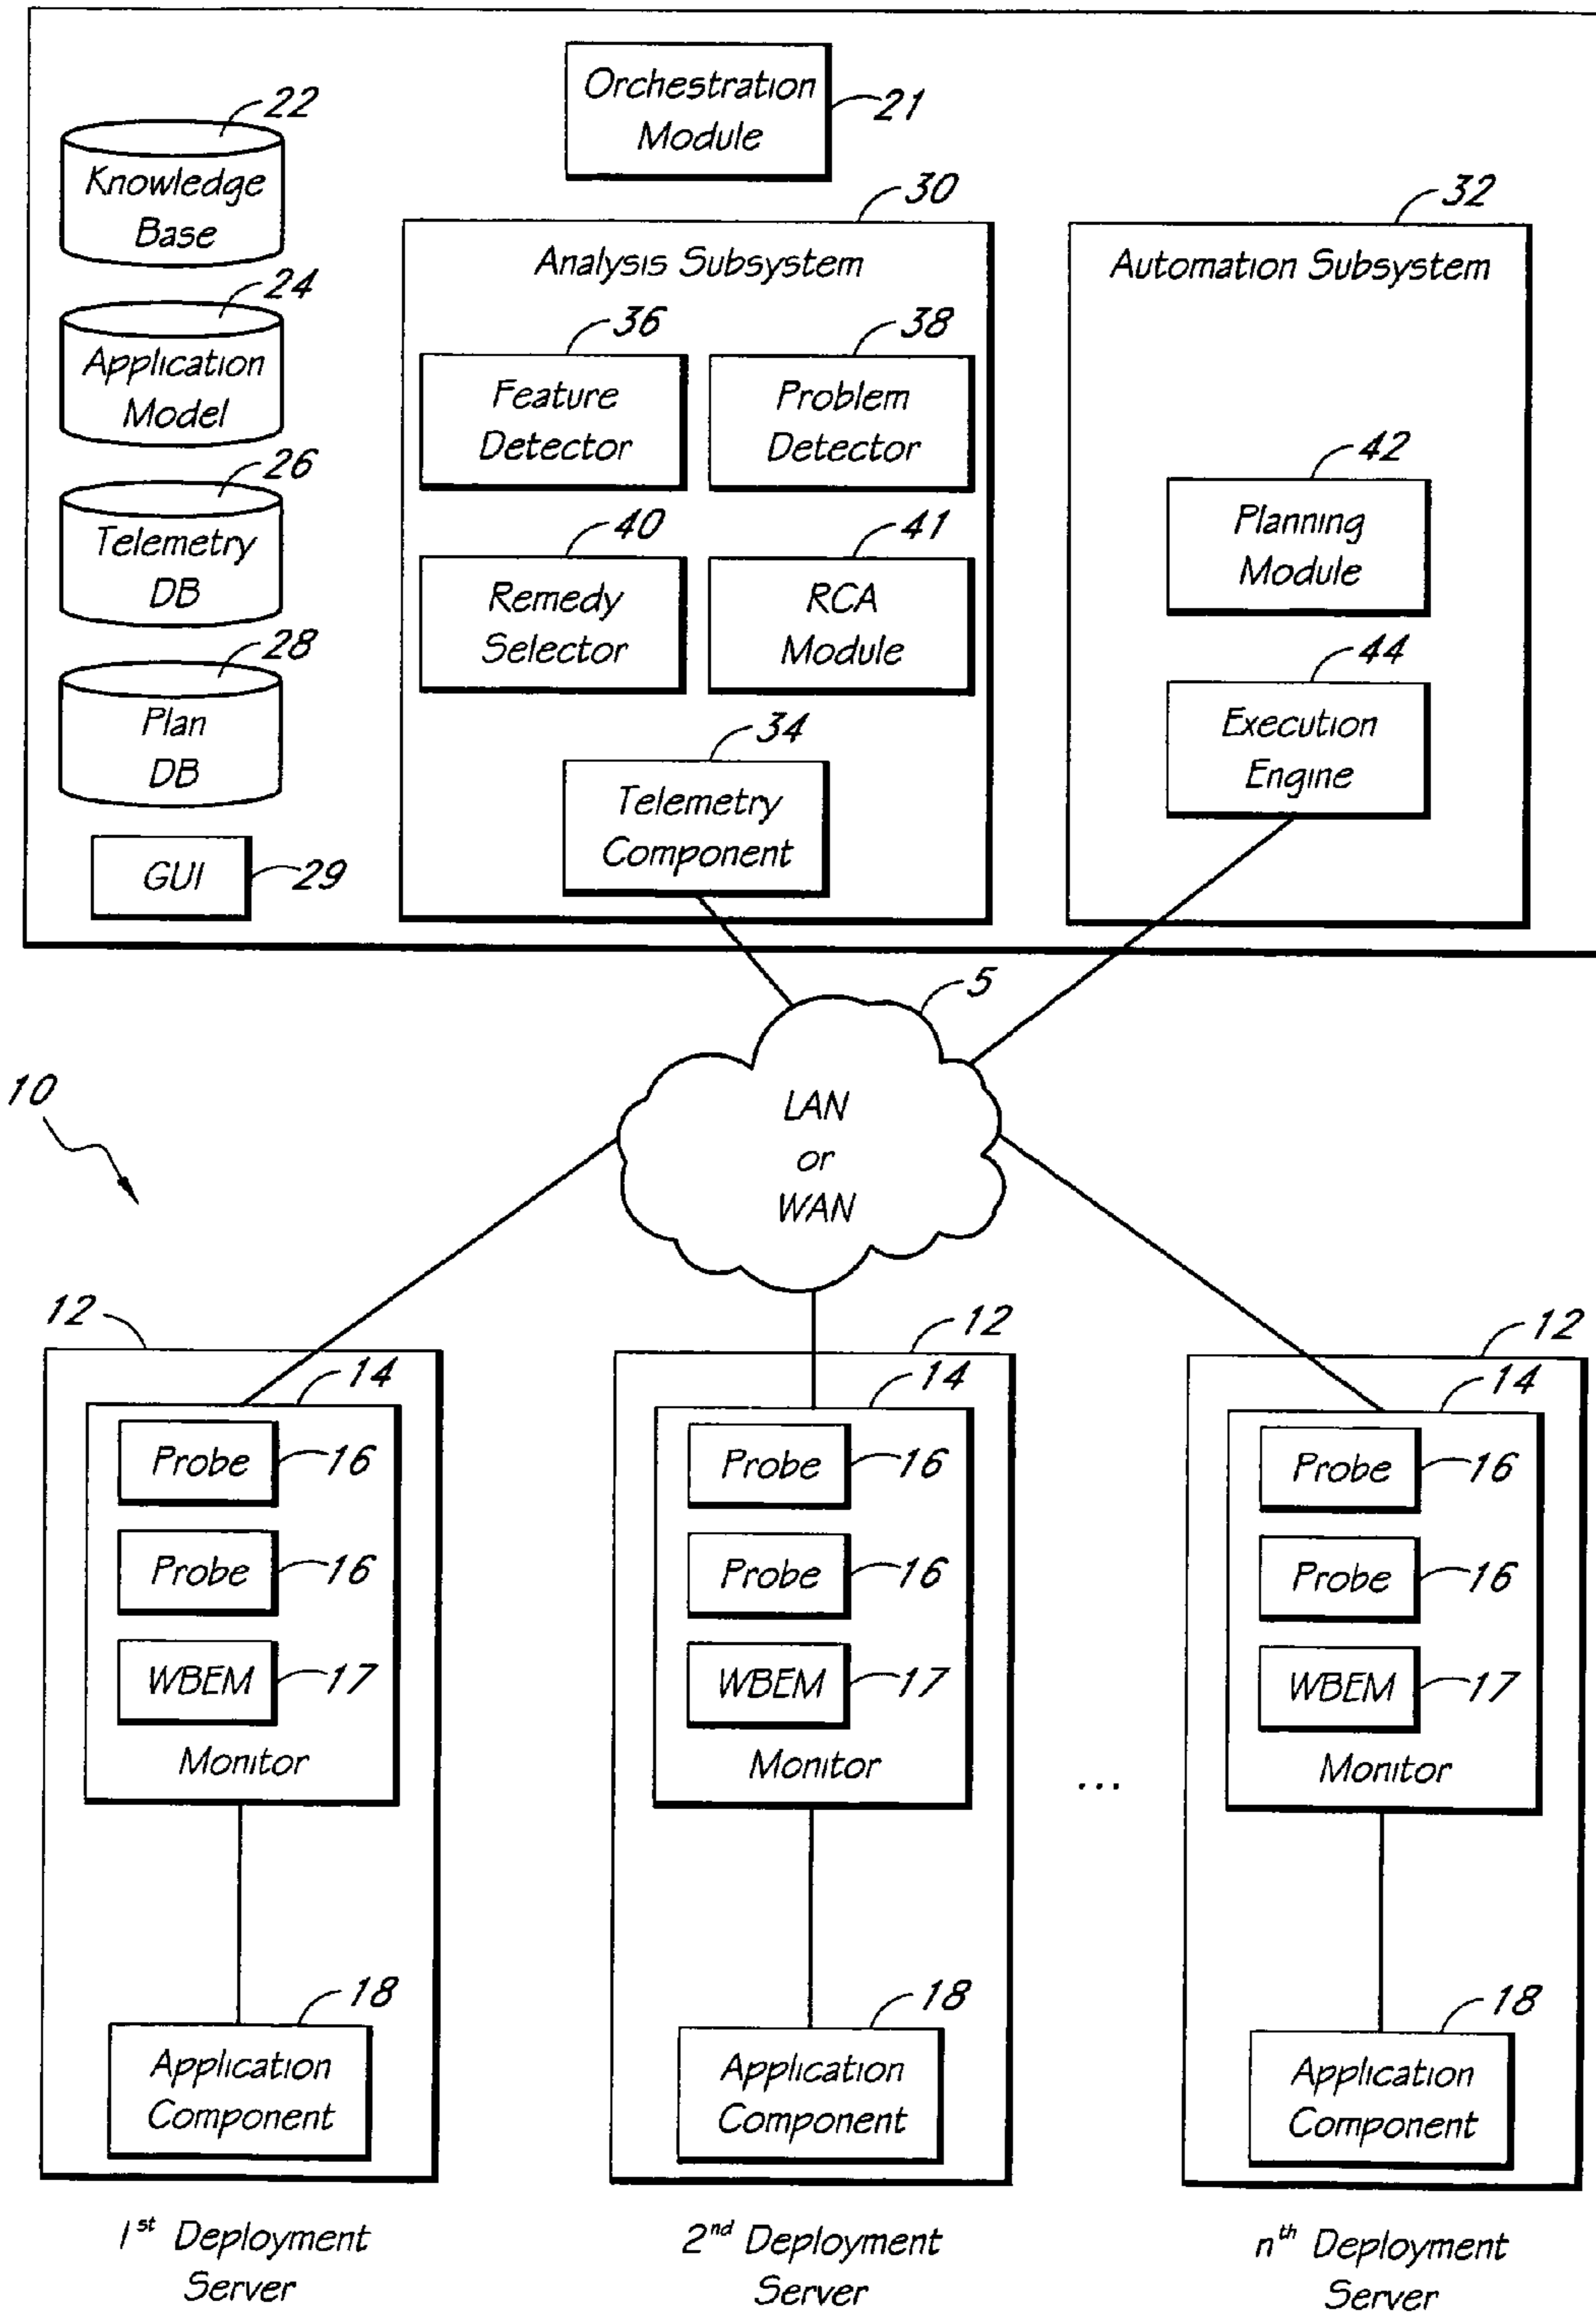 Orchestration
Module
21
22
Knowledge
Base
24
Application
Model
26
Telemetry
DB
28
Plan
DB
GUI
29
30
Analysis Subsystem
36
Feature
Detector
38
Problem
Detector
40
Remedy
Selector
41
RCA
Module
34
Telemetry
Component
32
Automation Subsystem
42
Planning
Module
44
Execution
Engine
5
LAN
or
WAN
10
12
14
Probe
16
Probe
16
WBEM
17
Monitor
18
Application
Component
1st Deployment
Server
12
14
Probe
16
Probe
16
WBEM
17
Monitor
18
Application
Component
2nd Deployment
Server
...
12
14
Probe
16
Probe
16
WBEM
17
Monitor
18
Application
Component
nth Deployment
Server